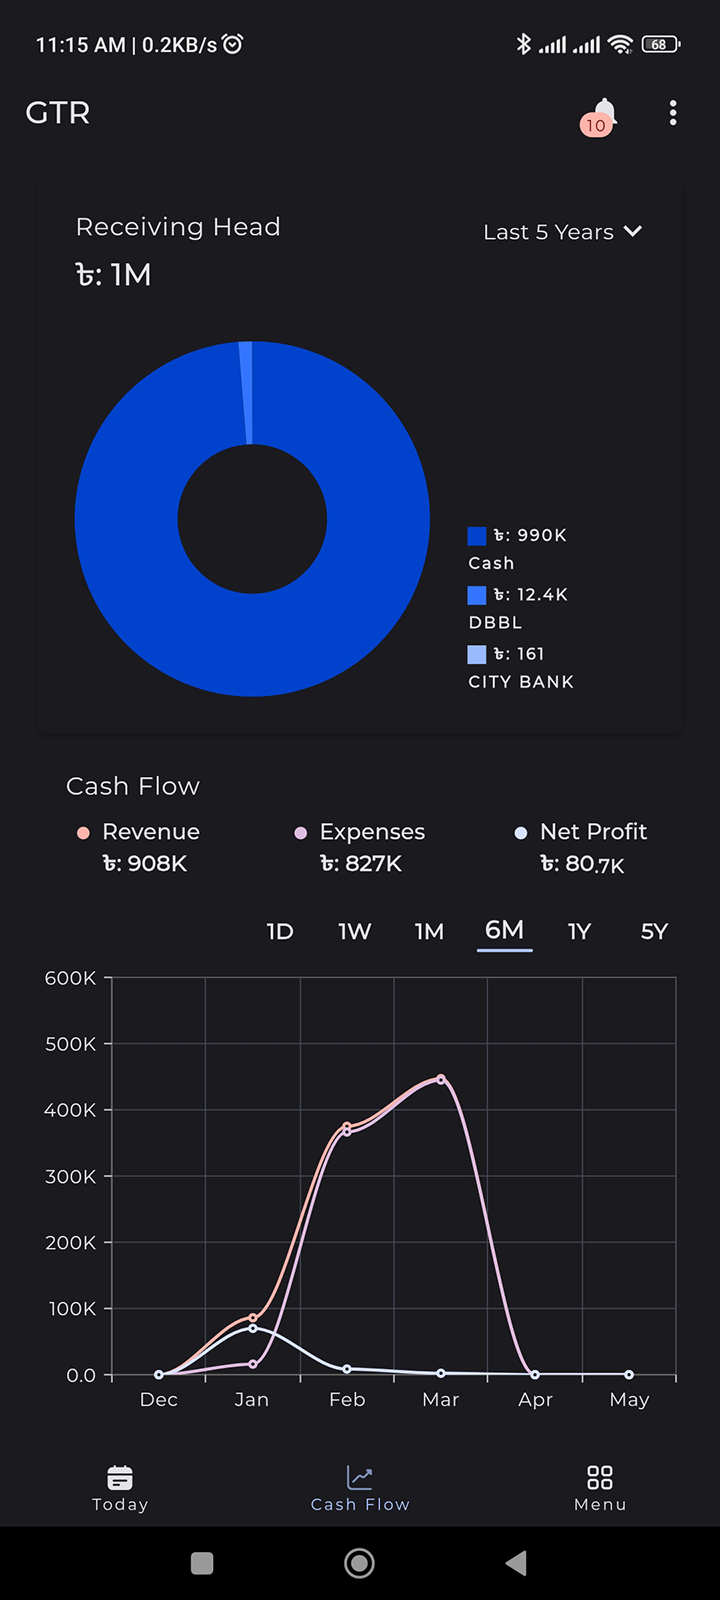 11:15 AM | 0.2KB/s
68
GTR
10
Receiving Head
Last 5 Years
৳: 1M
৳: 990K
Cash
৳: 12.4K
DBBL
৳: 161
CITY BANK
Cash Flow
Revenue
৳: 908K
Expenses
৳: 827K
Net Profit
৳: 80.7K
1D 1W 1M 6M 1Y 5Y
600K
500K
400K
300K
200K
100K
0.0
Dec Jan Feb Mar Apr May
Today
Cash Flow
Menu